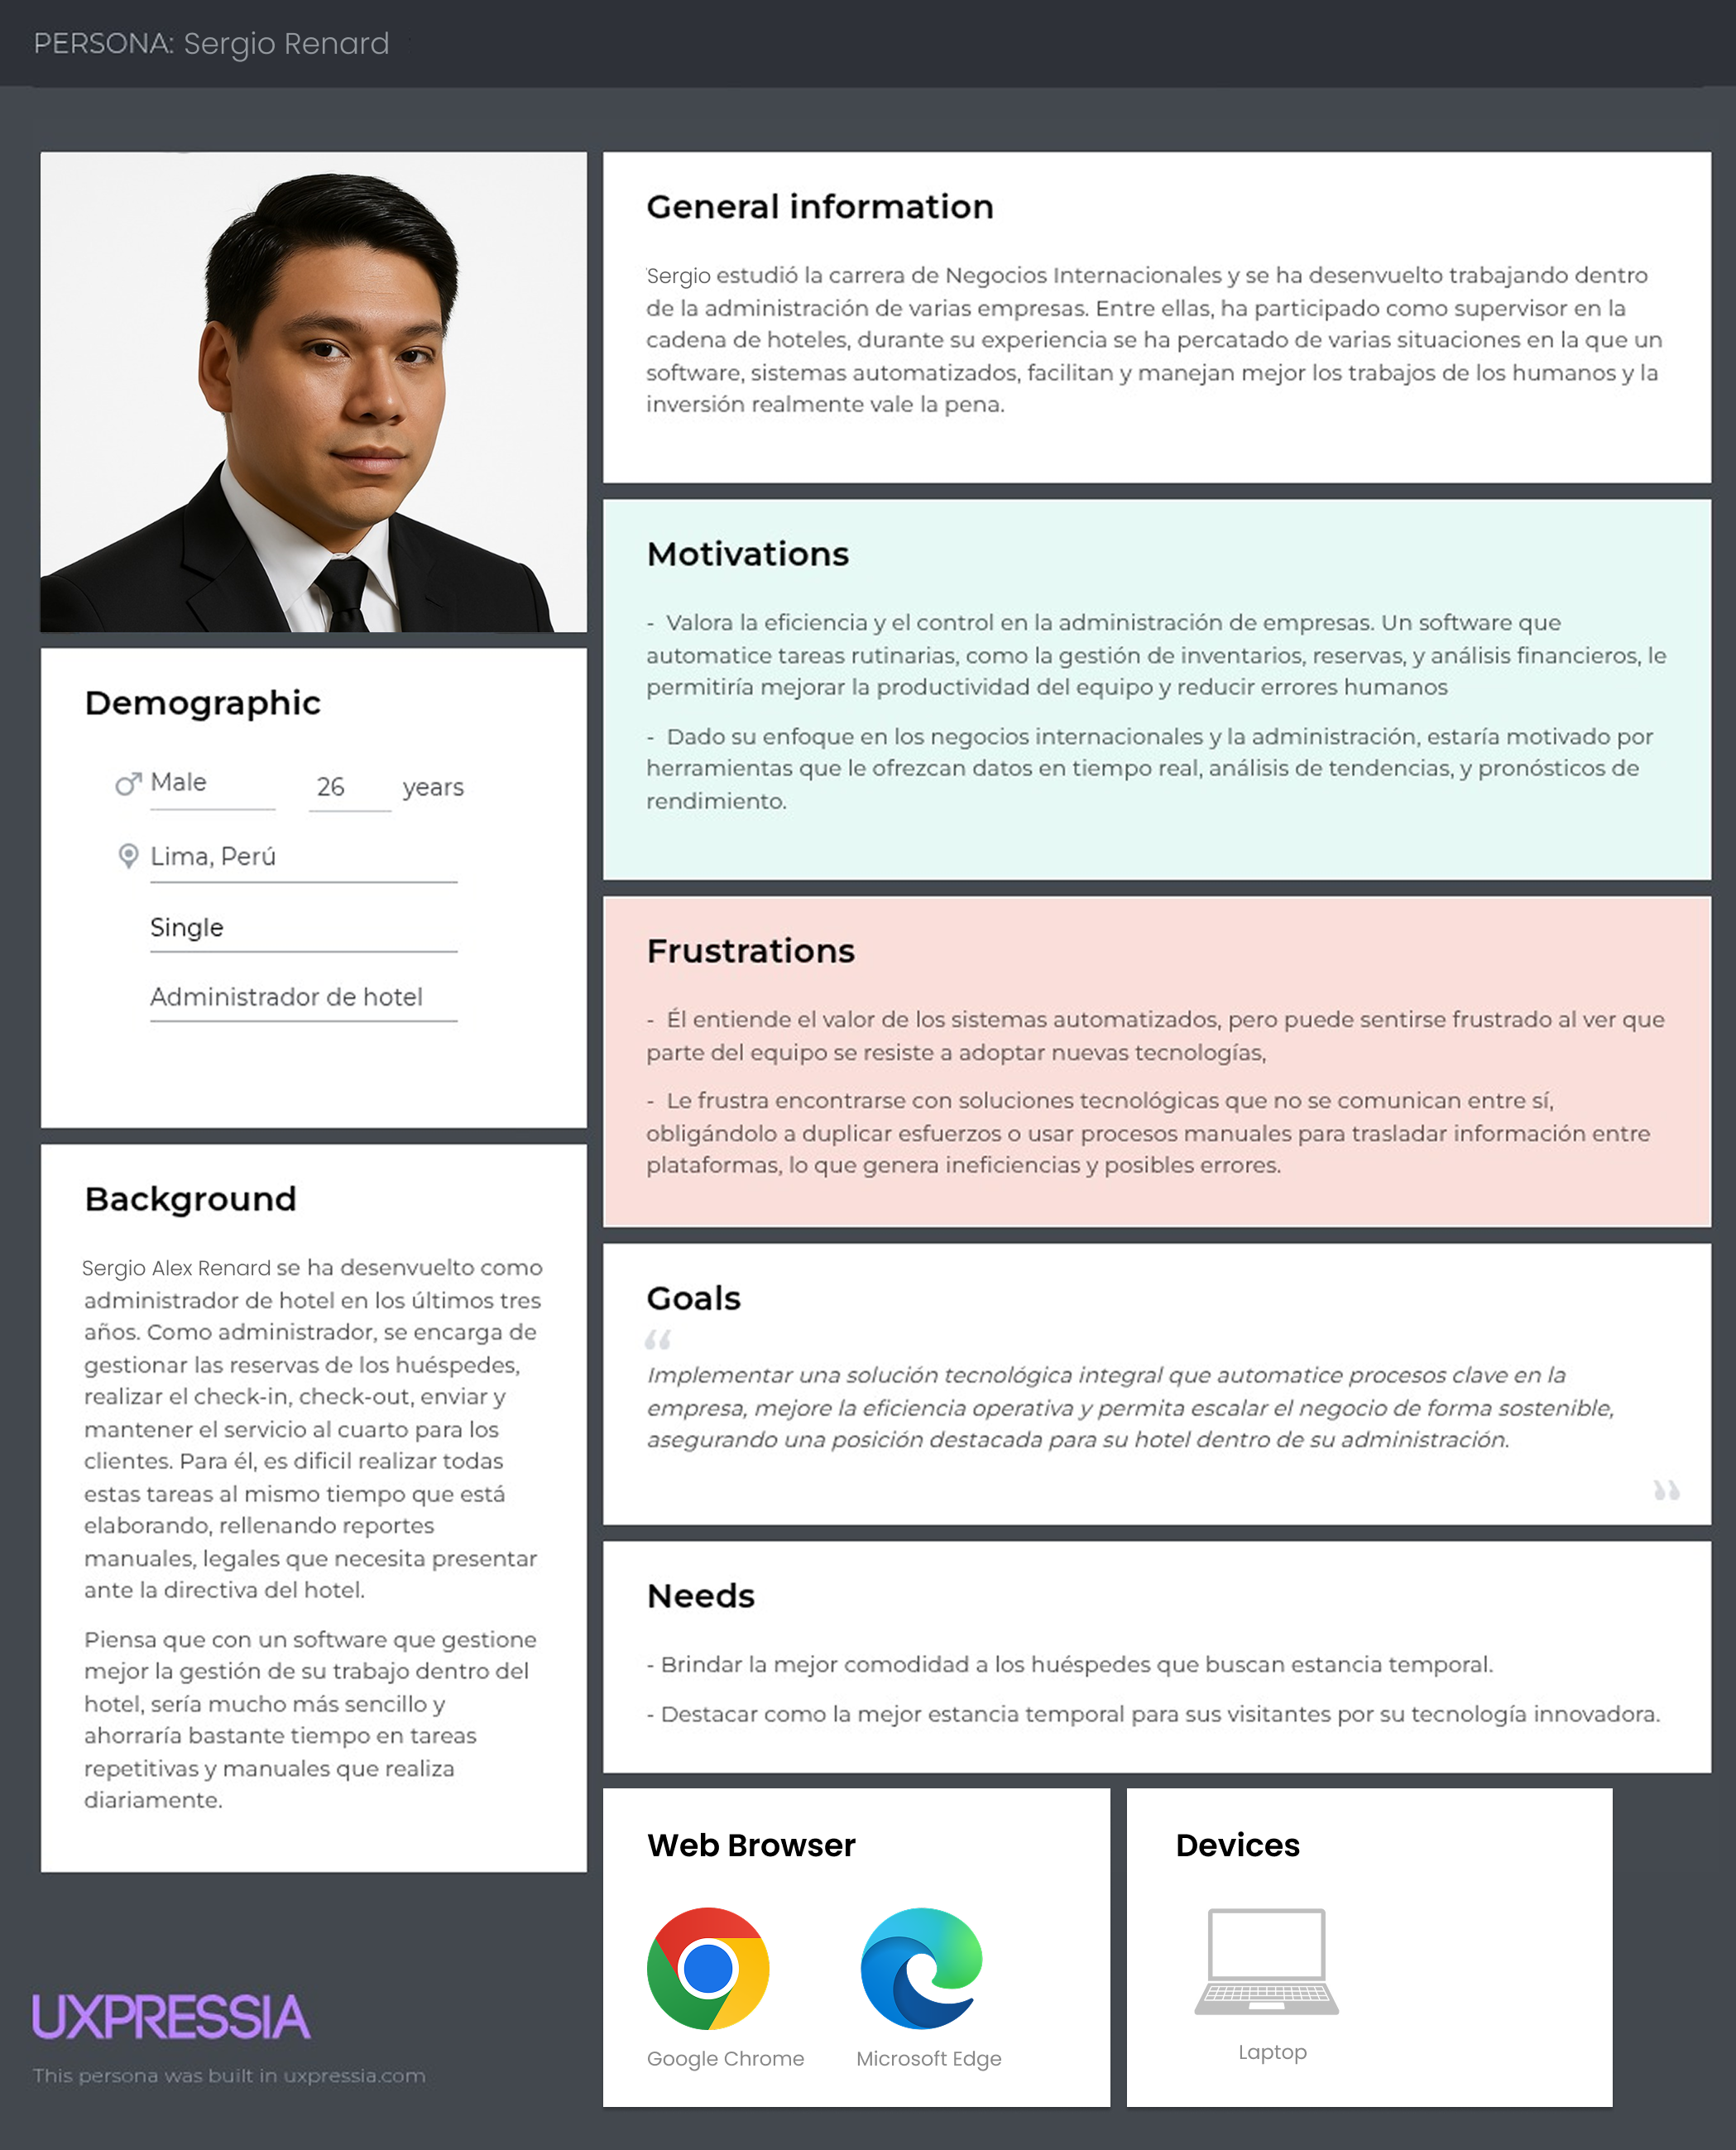 PERSONA: Sergio Renard
Demographic
Male 26 years
Lima, Perú
Single
Administrador de hotel
Background
Sergio Alex Renard se ha desenvuelto como
administrador de hotel en los últimos tres
años. Como administrador, se encarga de
gestionar las reservas de los huéspedes,
realizar el check-in, check-out, enviar y
mantener el servicio al cuarto para los
clientes. Para él, es dificil realizar todas
estas tareas al mismo tiempo que está
elaborando, rellenando reportes
manuales, legales que necesita presentar
ante la directiva del hotel.
Piensa que con un software que gestione
mejor la gestión de su trabajo dentro del
hotel, sería mucho más sencillo y
ahorraría bastante tiempo en tareas
repetitivas y manuales que realiza
diariamente.
General information
Sergio estudió la carrera de Negocios Internacionales y se ha desenvuelto trabajando dentro
de la administración de varias empresas. Entre ellas, ha participado como supervisor en la
cadena de hoteles, durante su experiencia se ha percatado de varias situaciones en la que un
software, sistemas automatizados, facilitan y manejan mejor los trabajos de los humanos y la
inversión realmente vale la pena.
Motivations
- Valora la eficiencia y el control en la administración de empresas. Un software que
automatice tareas rutinarias, como la gestión de inventarios, reservas, y análisis financieros, le
permitiría mejorar la productividad del equipo y reducir errores humanos
- Dado su enfoque en los negocios internacionales y la administración, estaría motivado por
herramientas que le ofrezcan datos en tiempo real, análisis de tendencias, y pronósticos de
rendimiento.
Frustrations
- Él entiende el valor de los sistemas automatizados, pero puede sentirse frustrado al ver que
parte del equipo se resiste a adoptar nuevas tecnologías,
- Le frustra encontrarse con soluciones tecnológicas que no se comunican entre sí,
obligándolo a duplicar esfuerzos o usar procesos manuales para trasladar información entre
plataformas, lo que genera ineficiencias y posibles errores.
Goals
“
Implementar una solución tecnológica integral que automatice procesos clave en la
empresa, mejore la eficiencia operativa y permita escalar el negocio de forma sostenible,
asegurando una posición destacada para su hotel dentro de su administración.
”
Needs
- Brindar la mejor comodidad a los huéspedes que buscan estancia temporal.
- Destacar como la mejor estancia temporal para sus visitantes por su tecnología innovadora.
Web Browser
Google Chrome
Microsoft Edge
Devices
Laptop
UXPRESSIA
This persona was built in uxpressia.com